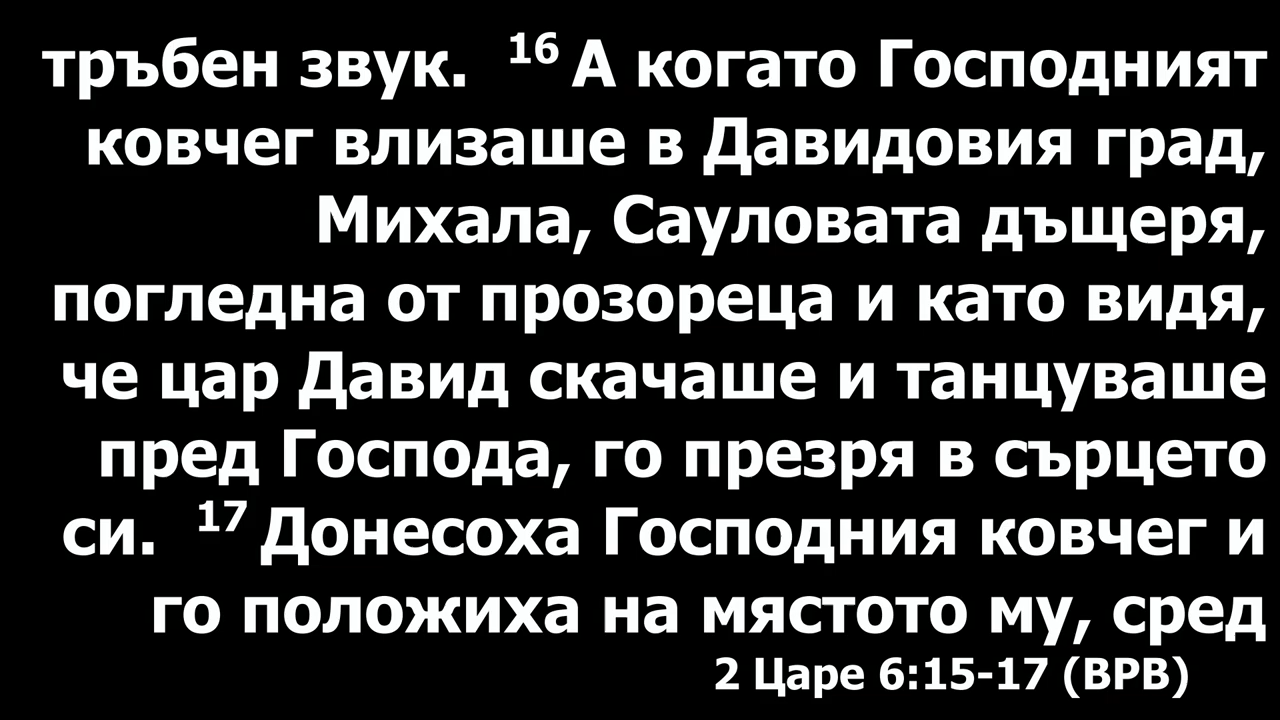 тръбен звук. 16 А когато Господният
ковчег влизаше в Давидовия град,
Михала, Сауловата дъщеря,
погледна от прозореца и като видя,
че цар Давид скачаше и танцуваше
пред Господа, го презря в сърцето
си. 17 Донесоха Господния ковчег и
го положиха на мястото му, сред
2 Царе 6:15-17 (ВРВ)